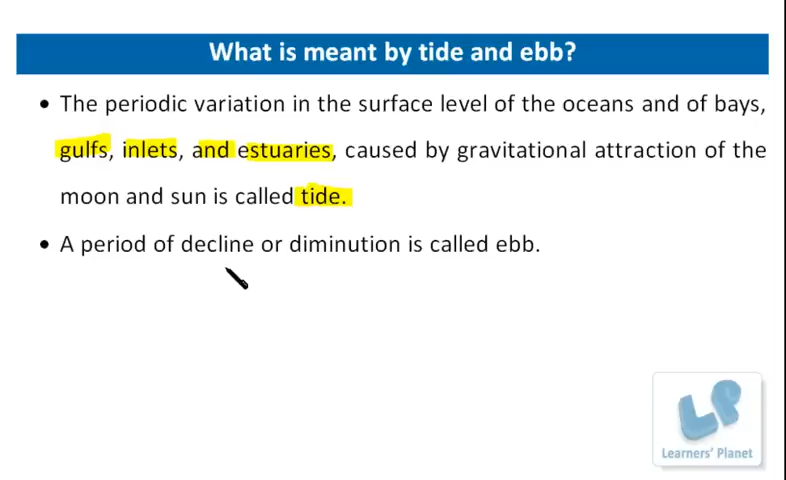 What is meant by tide and ebb?
• The periodic variation in the surface level of the oceans and of bays,
gulfs, inlets, and estuaries, caused by gravitational attraction of the
moon and sun is called tide.
• A period of decline or diminution is called ebb.
LP
Learners' Planet